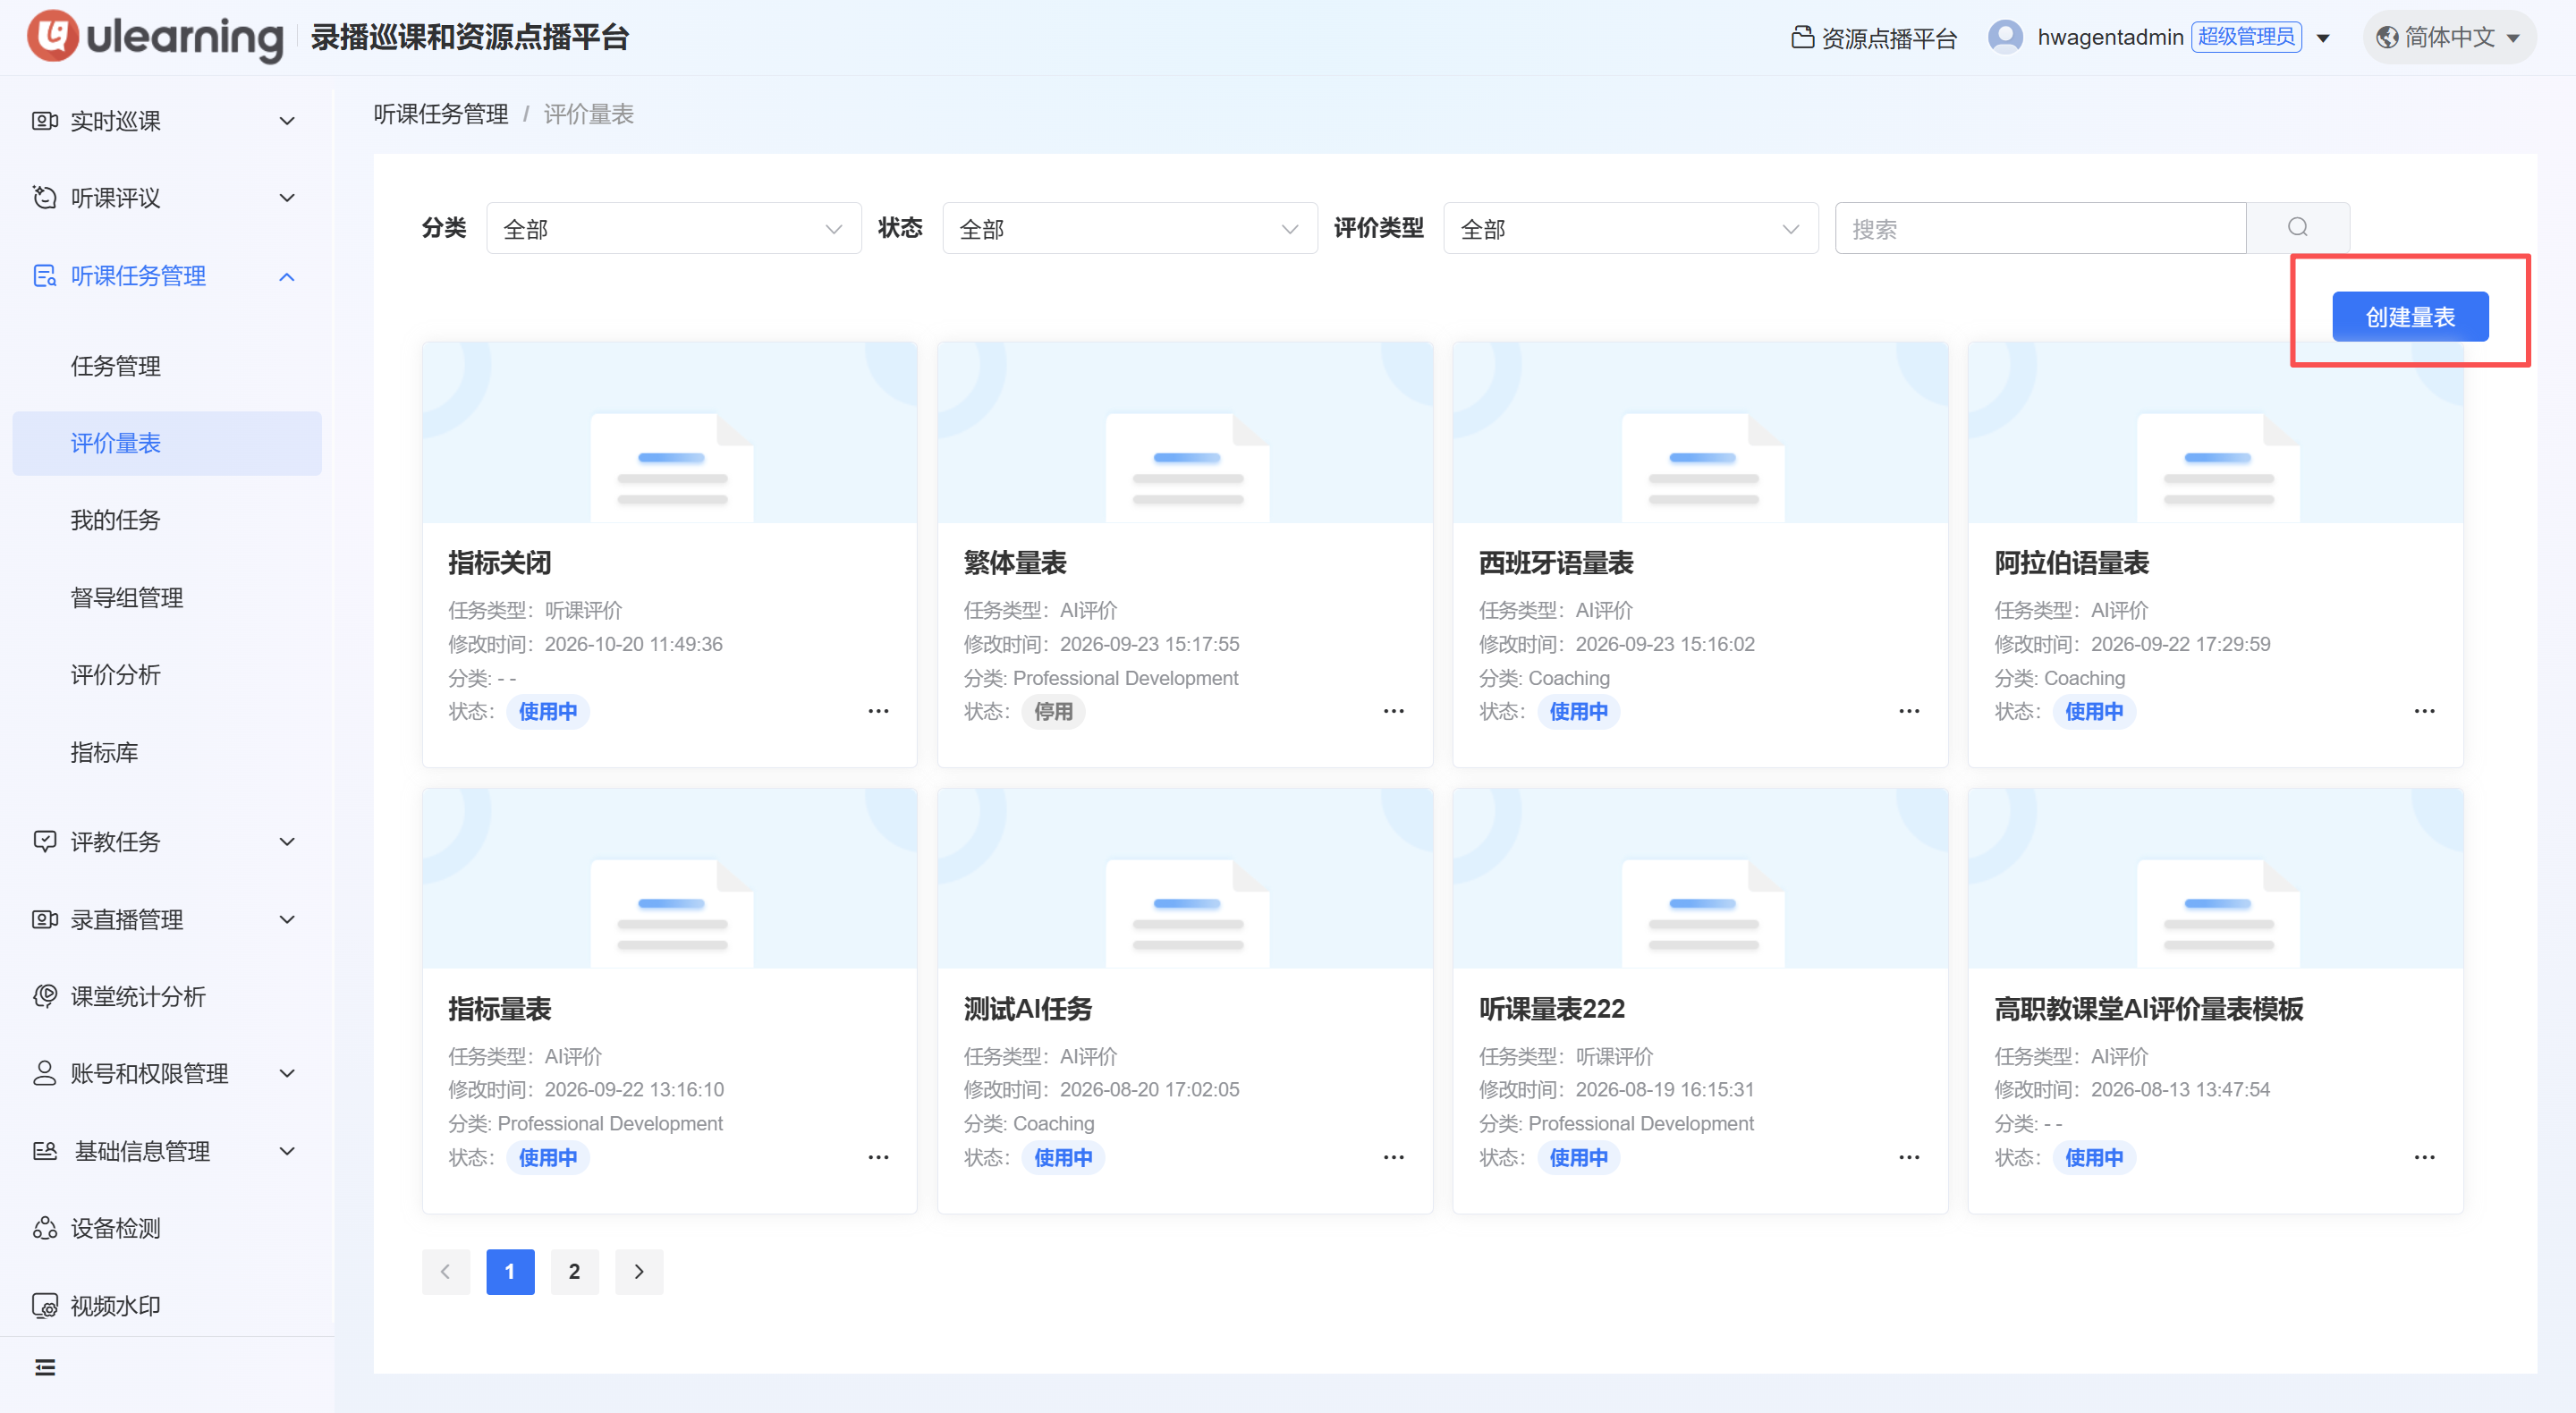 ulearning 录播巡课和资源点播平台
资源点播平台 hwagentadmin 超级管理员 简体中文
实时巡课
听课评议
听课任务管理
任务管理
评价量表
我的任务
督导组管理
评价分析
指标库
评教任务
录直播管理
课堂统计分析
账号和权限管理
基础信息管理
设备检测
视频水印
听课任务管理 / 评价量表
分类 全部 状态 全部 评价类型 全部 搜索
创建量表
指标关闭
任务类型：听课评价
修改时间：2026-10-20 11:49:36
分类: - -
状态： 使用中
繁体量表
任务类型：AI评价
修改时间：2026-09-23 15:17:55
分类: Professional Development
状态： 停用
西班牙语量表
任务类型：AI评价
修改时间：2026-09-23 15:16:02
分类: Coaching
状态： 使用中
阿拉伯语量表
任务类型：AI评价
修改时间：2026-09-22 17:29:59
分类: Coaching
状态： 使用中
指标量表
任务类型：AI评价
修改时间：2026-09-22 13:16:10
分类: Professional Development
状态： 使用中
测试AI任务
任务类型：AI评价
修改时间：2026-08-20 17:02:05
分类: Coaching
状态： 使用中
听课量表222
任务类型：听课评价
修改时间：2026-08-19 16:15:31
分类: Professional Development
状态： 使用中
高职教课堂AI评价量表模板
任务类型：AI评价
修改时间：2026-08-13 13:47:54
分类: - -
状态： 使用中
1 2